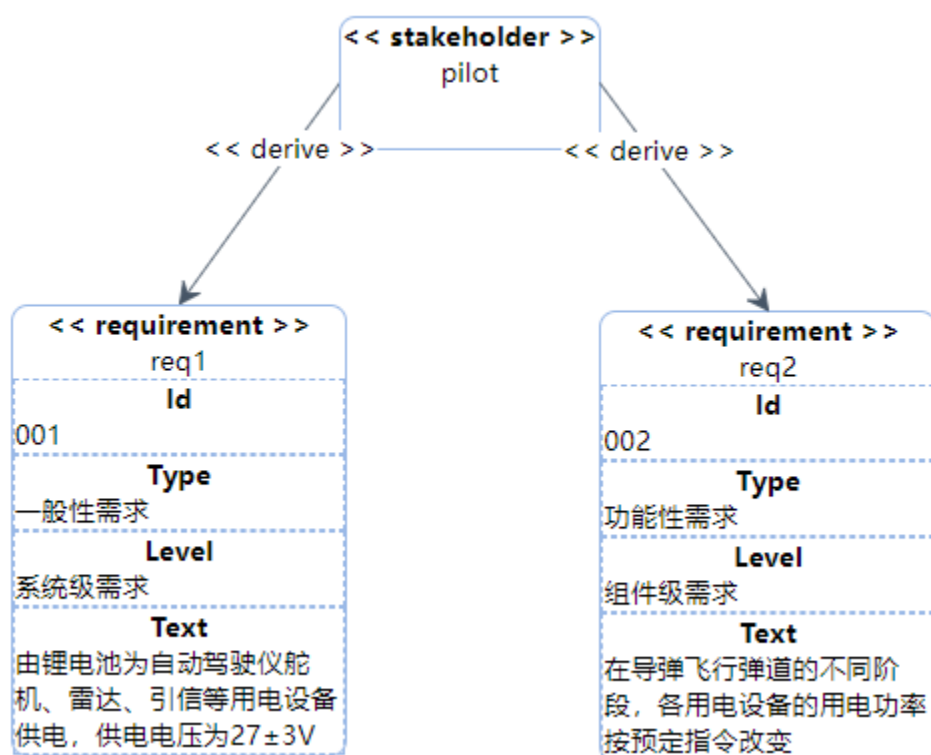 << stakeholder >>
pilot
<< derive >>
<< derive >>
<< requirement >>
req1
Id
001
Type
一般性需求
Level
系统级需求
Text
由锂电池为自动驾驶仪舵
机、雷达、引信等用电设备
供电，供电电压为27±3V
<< requirement >>
req2
Id
002
Type
功能性需求
Level
组件级需求
Text
在导弹飞行弹道的不同阶
段，各用电设备的用电功率
按预定指令改变